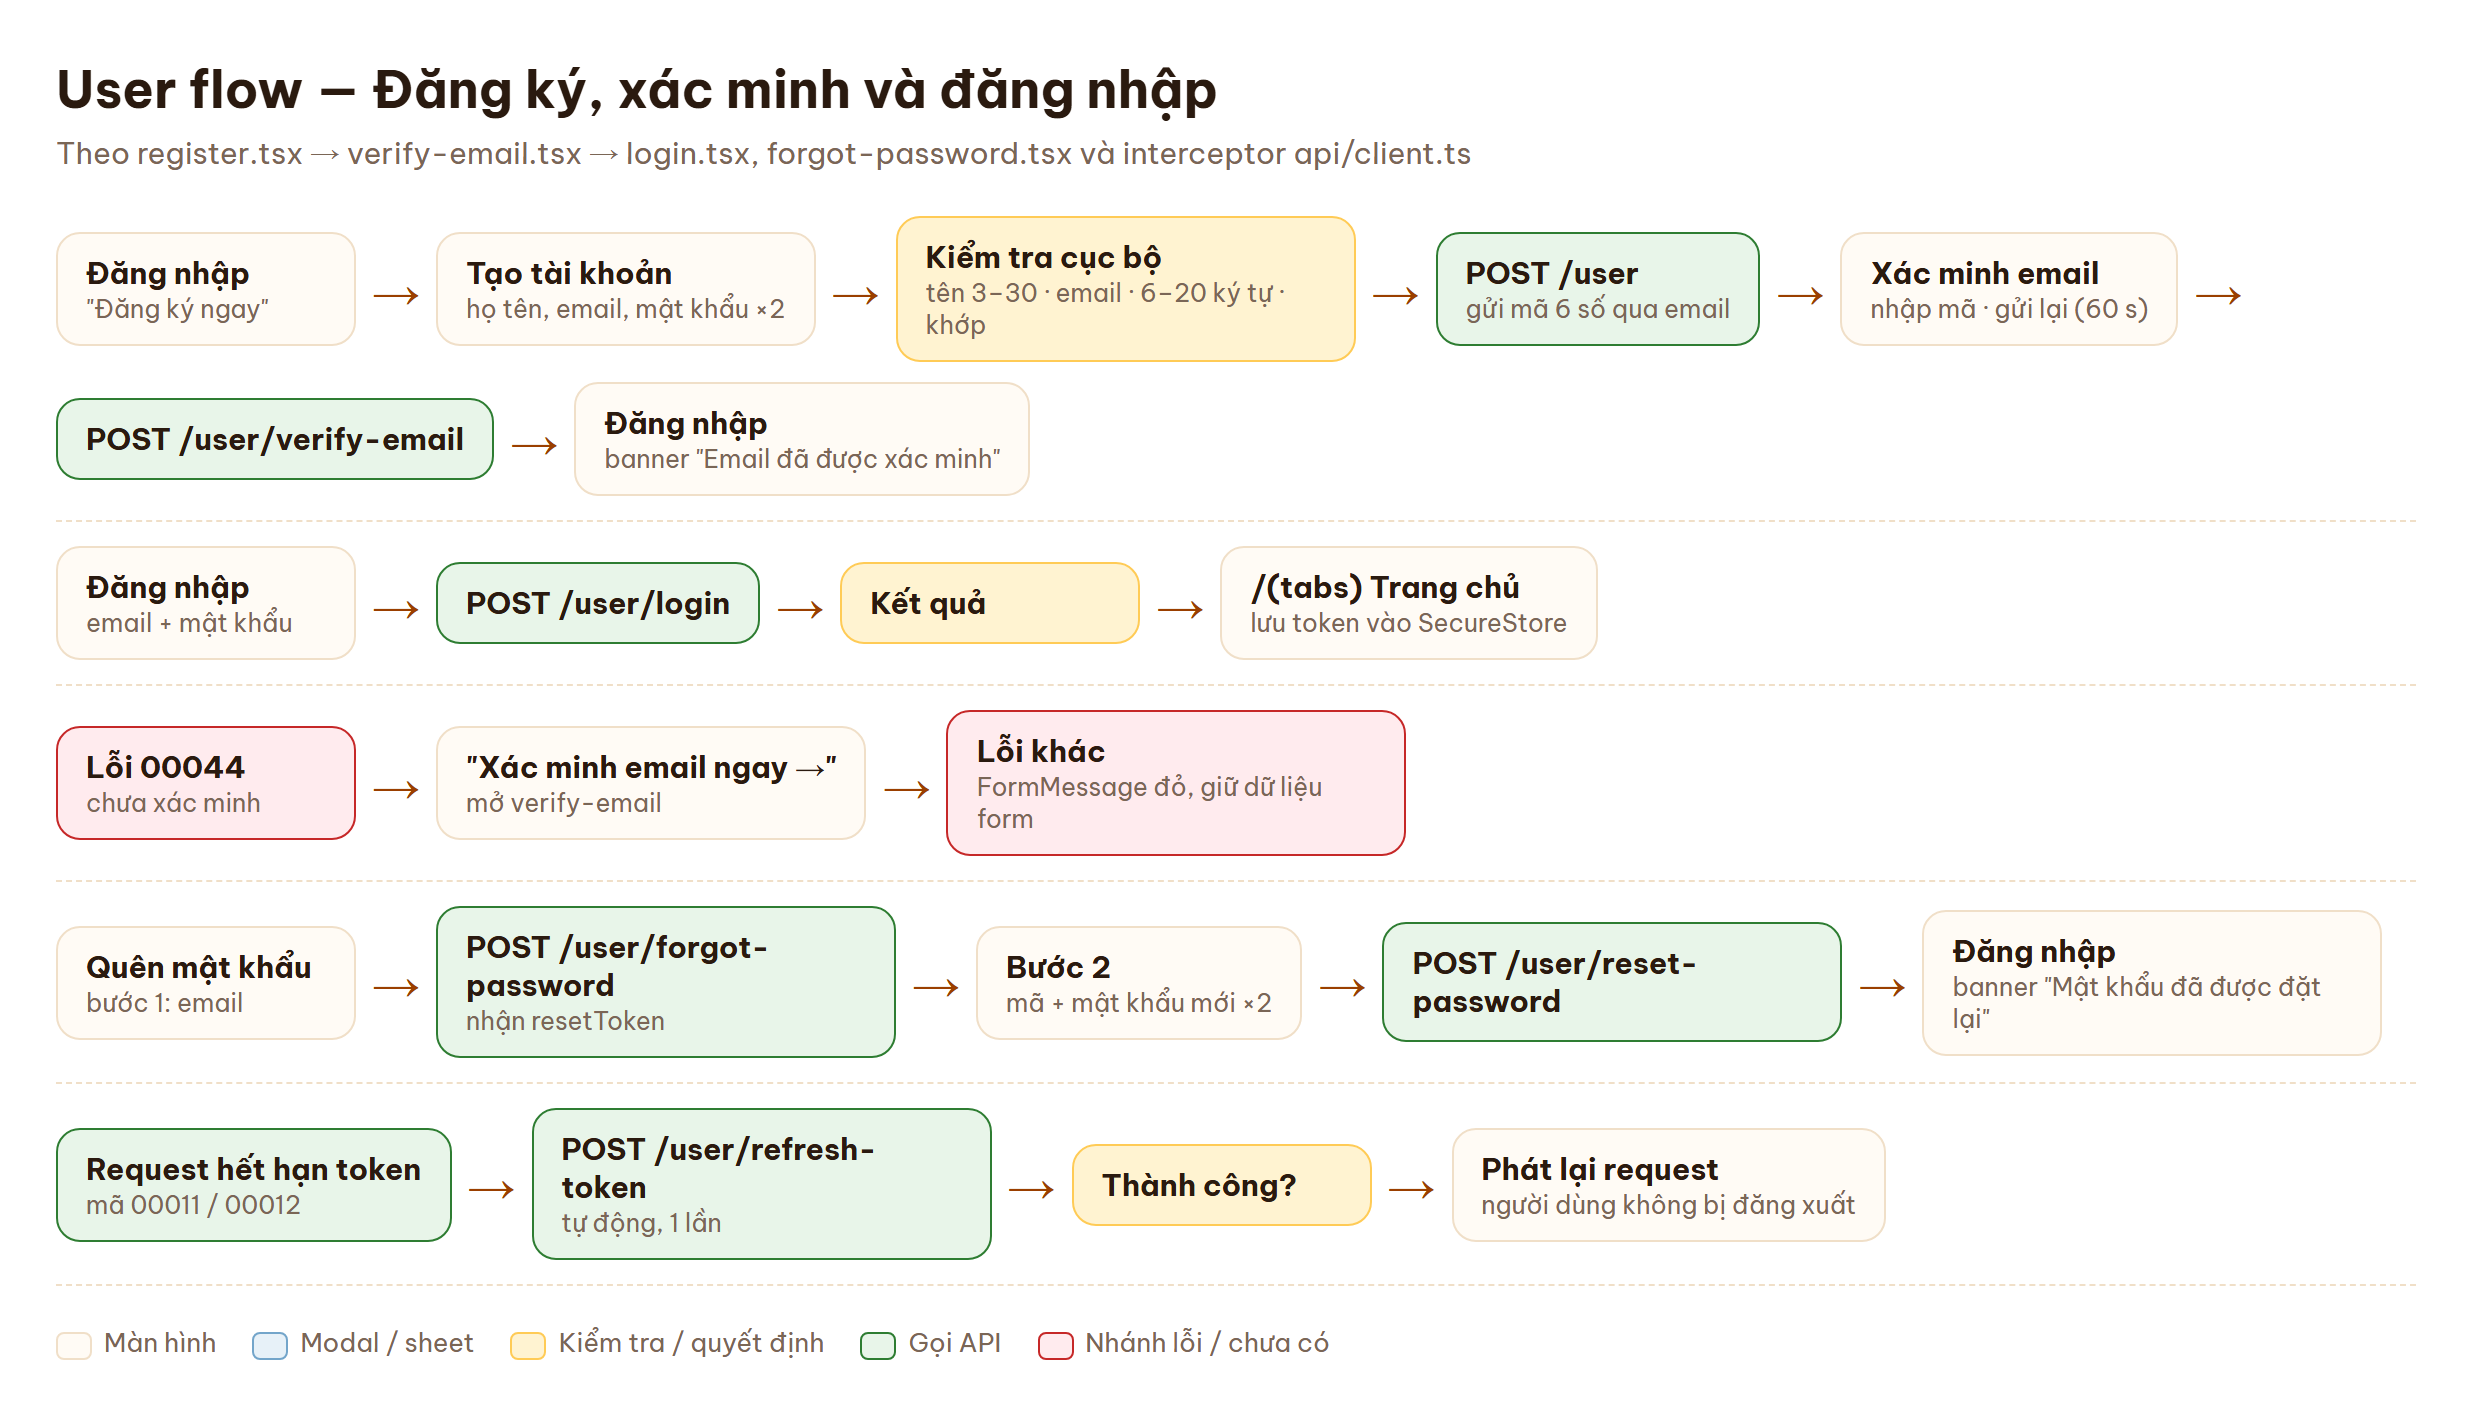 User flow — Đăng ký, xác minh và đăng nhập
Theo register.tsx → verify-email.tsx → login.tsx, forgot-password.tsx và interceptor api/client.ts
Đăng nhập
"Đăng ký ngay"
→
Tạo tài khoản
họ tên, email, mật khẩu ×2
→
Kiểm tra cục bộ
tên 3–30 · email · 6–20 ký tự ·
khớp
→
POST /user
gửi mã 6 số qua email
→
Xác minh email
nhập mã · gửi lại (60 s)
→
POST /user/verify-email
→
Đăng nhập
banner "Email đã được xác minh"
Đăng nhập
email + mật khẩu
→
POST /user/login
→
Kết quả
→
/(tabs) Trang chủ
lưu token vào SecureStore
Lỗi 00044
chưa xác minh
→
"Xác minh email ngay →"
mở verify-email
→
Lỗi khác
FormMessage đỏ, giữ dữ liệu
form
Quên mật khẩu
bước 1: email
→
POST /user/forgot-
password
nhận resetToken
→
Bước 2
mã + mật khẩu mới ×2
→
POST /user/reset-
password
→
Đăng nhập
banner "Mật khẩu đã được đặt
lại"
Request hết hạn token
mã 00011 / 00012
→
POST /user/refresh-
token
tự động, 1 lần
→
Thành công?
→
Phát lại request
người dùng không bị đăng xuất
Màn hình
Modal / sheet
Kiểm tra / quyết định
Gọi API
Nhánh lỗi / chưa có